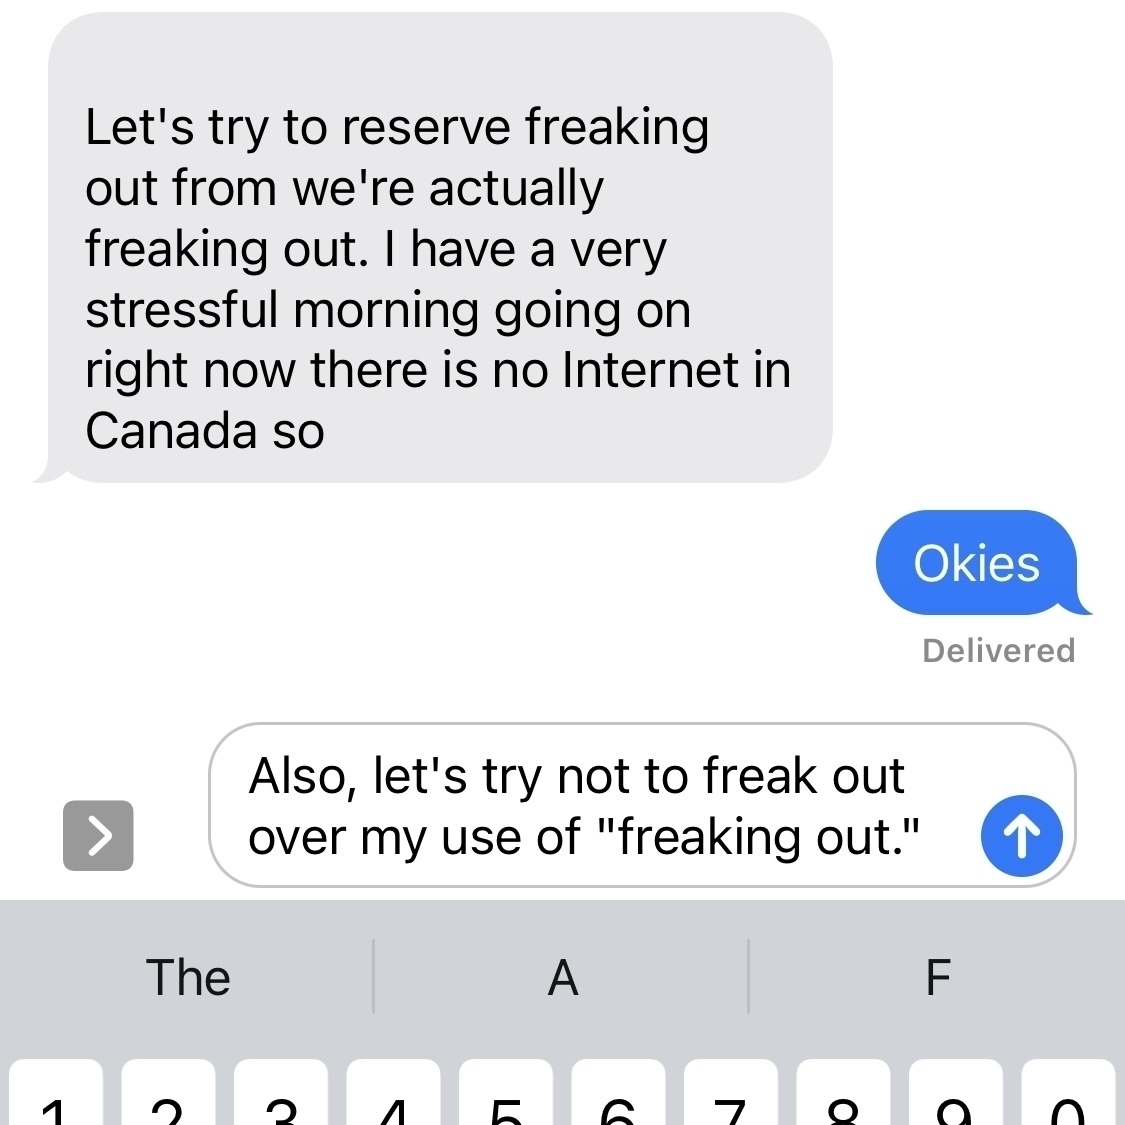 Let's try to reserve freaking
out from we're actually
freaking out. I have a very
stressful morning going on
right now there is no Internet in
Canada so
Okies
Delivered
Also, let's try not to freak out
over my use of "freaking out."
The A F
1 2 3 4 5 6 7 8 9 0